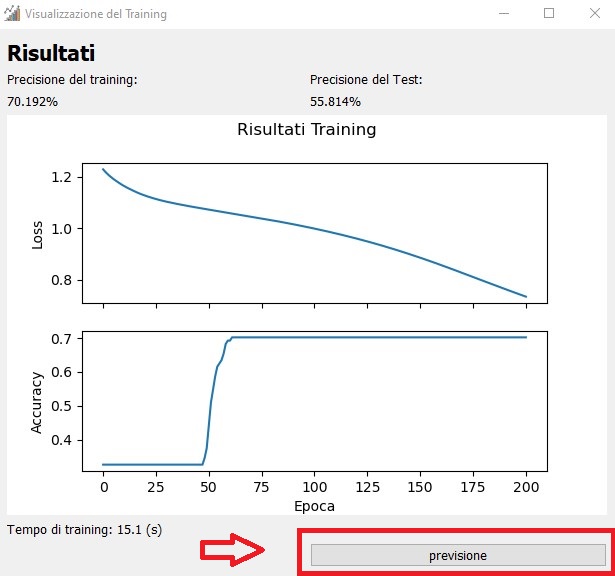 Visualizzazione del Training
Risultati
Precisione del training:
Precisione del Test:
70.192%
55.814%
Risultati Training
1.2
1.0
0.8
Loss
0.7
0.6
0.5
0.4
Accuracy
0 25 50 75 100 125 150 175 200
Epoca
Tempo di training: 15.1 (s)
previsione